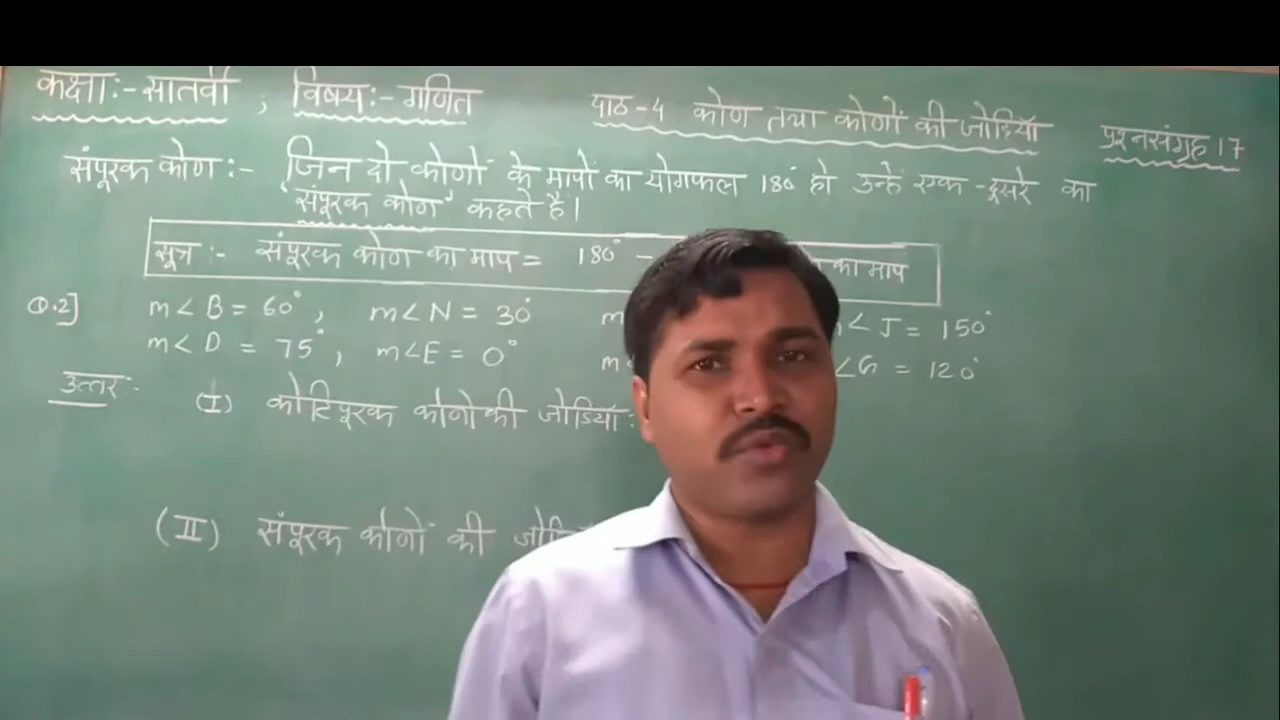 कक्षाः- सातवीं , विषयः- गणित पाठ-4 कोण तथा कोणों की जोडियाँ प्रश्नसंग्रह 17
संपूरक कोण :- जिन दो कोणों के मापों का योगफल 180° हो उन्हें एक-दूसरे का
'संपूरक कोण' कहते है।
सूत्र :- संपूरक कोण का माप = 180° - का माप
Q.2] m∠B = 60° , m∠N = 30° m ∠J = 150°
m∠D = 75° , m∠E = 0° m ∠G = 120°
उत्तर :- (I) कोटिपूरक कोणो की जोडियाँ :
(II) संपूरक कोणों की